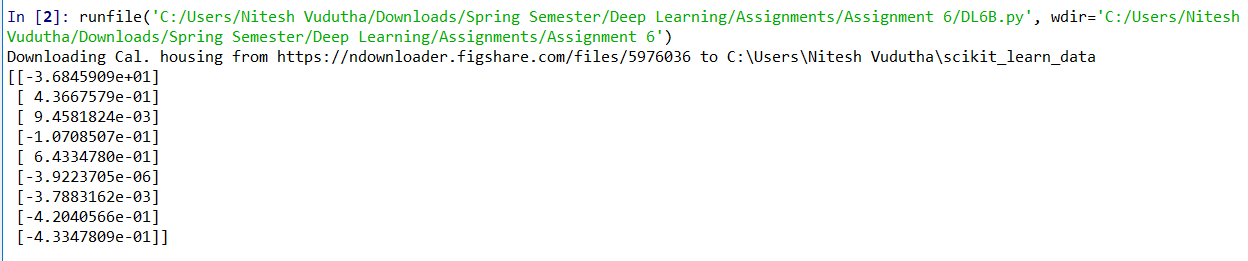 In [2]: runfile('C:/Users/Nitesh Vudutha/Downloads/Spring Semester/Deep Learning/Assignments/Assignment 6/DL6B.py', wdir='C:/Users/Nitesh
Vudutha/Downloads/Spring Semester/Deep Learning/Assignments/Assignment 6')
Downloading Cal. housing from https://ndownloader.figshare.com/files/5976036 to C:\Users\Nitesh Vudutha\scikit_learn_data
[[-3.6845909e+01]
 [ 4.3667579e-01]
 [ 9.4581824e-03]
 [-1.0708507e-01]
 [ 6.4334780e-01]
 [-3.9223705e-06]
 [-3.7883162e-03]
 [-4.2040566e-01]
 [-4.3347809e-01]]